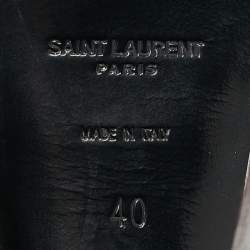 SAINT LAURENT
PARIS
MADE IN ITALY
40